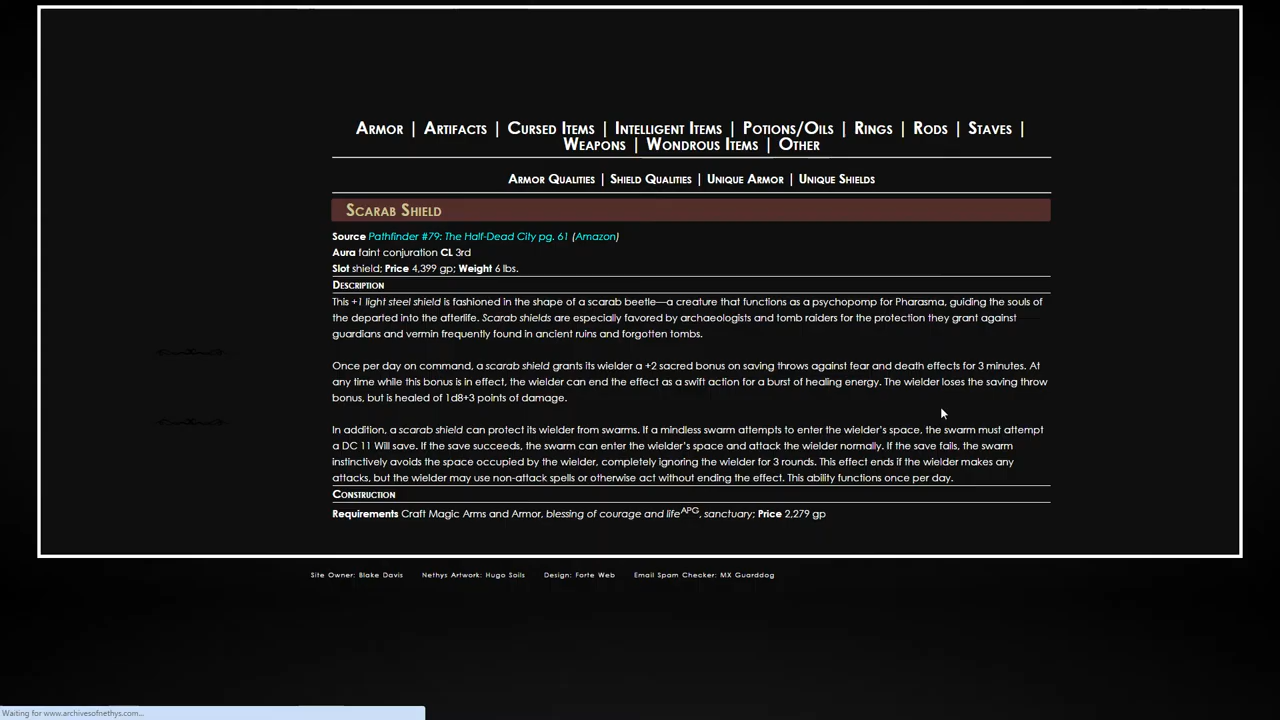 Armor | Artifacts | Cursed Items | Intelligent Items | Potions/Oils | Rings | Rods | Staves |
Weapons | Wondrous Items | Other
Armor Qualities | Shield Qualities | Unique Armor | Unique Shields
Scarab Shield
Source Pathfinder #79: The Half-Dead City pg. 61 (Amazon)
Aura faint conjuration CL 3rd
Slot shield; Price 4,399 gp; Weight 6 lbs.
Description
This +1 light steel shield is fashioned in the shape of a scarab beetle—a creature that functions as a psychopomp for Pharasma, guiding the souls of
the departed into the afterlife. Scarab shields are especially favored by archaeologists and tomb raiders for the protection they grant against
guardians and vermin frequently found in ancient ruins and forgotten tombs.
Once per day on command, a scarab shield grants its wielder a +2 sacred bonus on saving throws against fear and death effects for 3 minutes. At
any time while this bonus is in effect, the wielder can end the effect as a swift action for a burst of healing energy. The wielder loses the saving throw
bonus, but is healed of 1d8+3 points of damage.
In addition, a scarab shield can protect its wielder from swarms. If a mindless swarm attempts to enter the wielder's space, the swarm must attempt
a DC 11 Will save. If the save succeeds, the swarm can enter the wielder's space and attack the wielder normally. If the save fails, the swarm
instinctively avoids the space occupied by the wielder, completely ignoring the wielder for 3 rounds. This effect ends if the wielder makes any
attacks, but the wielder may use non-attack spells or otherwise act without ending the effect. This ability functions once per day.
Construction
Requirements Craft Magic Arms and Armor, blessing of courage and lifeAPG, sanctuary; Price 2,279 gp
Site Owner: Blake Davis Nethys Artwork: Hugo Solis Design: Forte Web Email Spam Checker: MX Guarddog
Waiting for www.archivesofnethys.com...